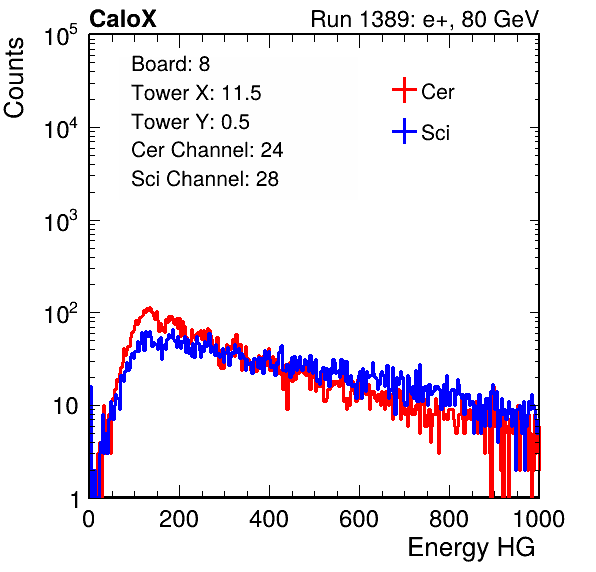 CaloX Run 1389: e+, 80 GeV
Counts
10^5
10^4
10^3
10^2
10
1
Board: 8
Tower X: 11.5
Tower Y: 0.5
Cer Channel: 24
Sci Channel: 28
Cer
Sci
0 200 400 600 800 1000
Energy HG